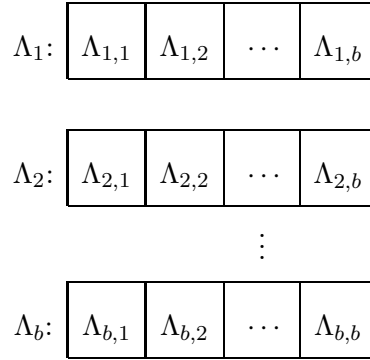 Λ₁: Λ₁,₁ Λ₁,₂ ⋯ Λ₁,b
Λ₂: Λ₂,₁ Λ₂,₂ ⋯ Λ₂,b
⋮
Λb: Λb,₁ Λb,₂ ⋯ Λb,b